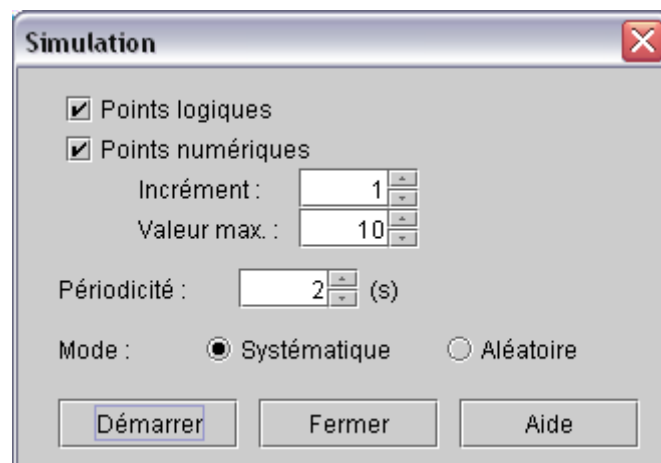 Simulation
Points logiques
Points numériques
Incrément : 1
Valeur max. : 10
Périodicité : 2 (s)
Mode : Systématique Aléatoire
Démarrer Fermer Aide